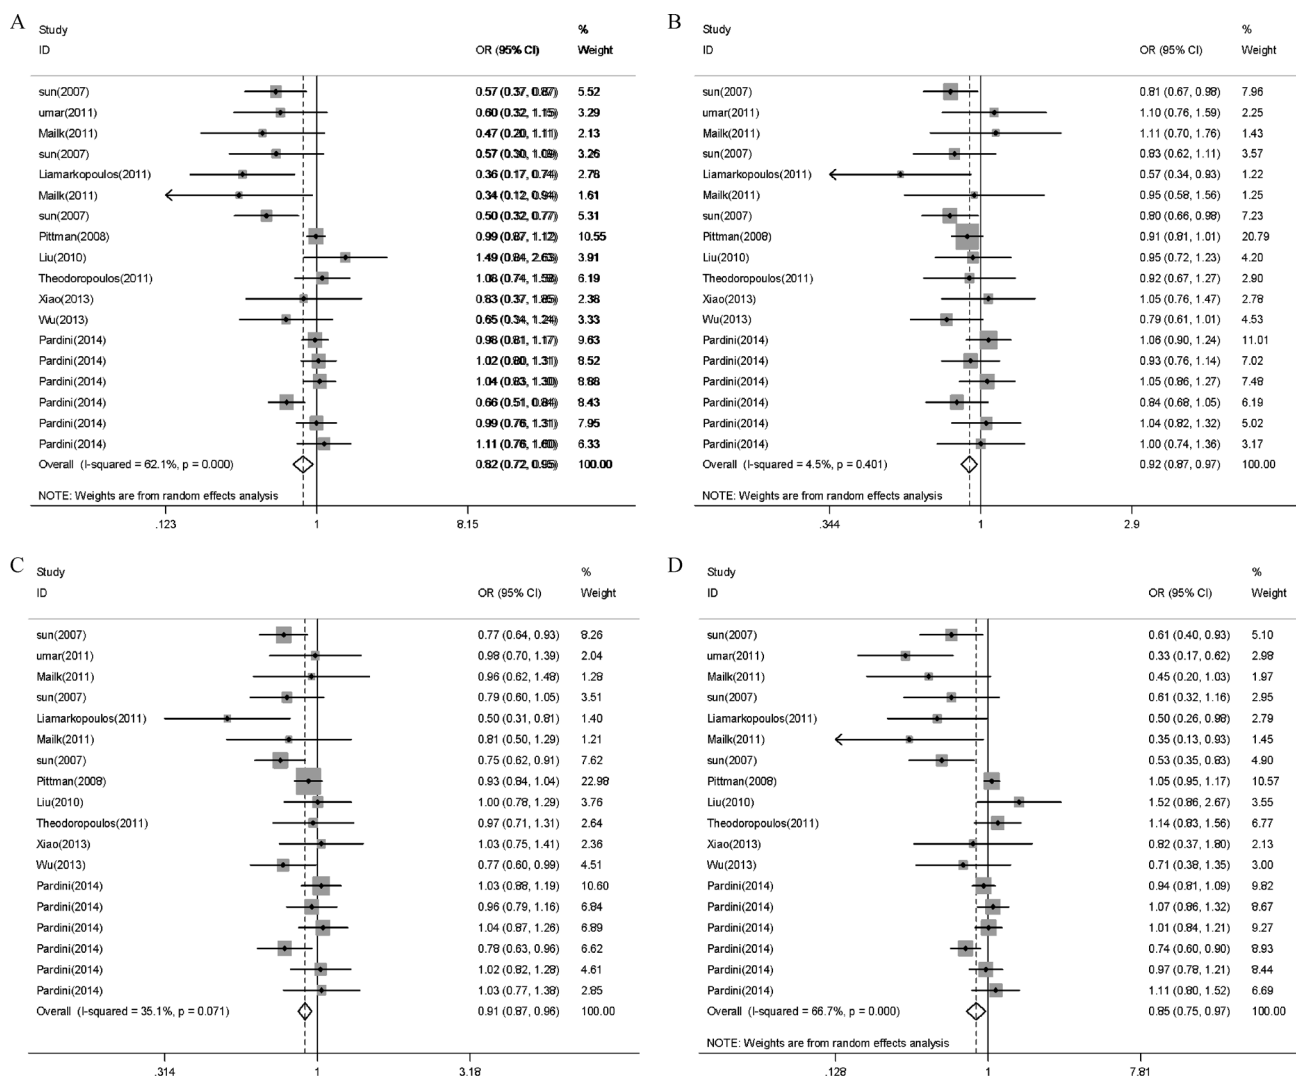 A
Study %
ID OR (95% CI) Weight
sun(2007) 0.57 (0.37, 0.87) 5.52
umar(2011) 0.60 (0.32, 1.15) 3.29
Mailk(2011) 0.47 (0.20, 1.11) 2.13
sun(2007) 0.57 (0.30, 1.09) 3.26
Liamarkopoulos(2011) 0.36 (0.17, 0.74) 2.78
Mailk(2011) 0.34 (0.12, 0.94) 1.61
sun(2007) 0.50 (0.32, 0.77) 5.31
Pittman(2008) 0.99 (0.87, 1.12) 10.55
Liu(2010) 1.49 (0.84, 2.63) 3.91
Theodoropoulos(2011) 1.08 (0.74, 1.58) 6.19
Xiao(2013) 0.83 (0.37, 1.85) 2.38
Wu(2013) 0.65 (0.34, 1.24) 3.33
Pardini(2014) 0.98 (0.81, 1.17) 9.63
Pardini(2014) 1.02 (0.80, 1.31) 8.52
Pardini(2014) 1.04 (0.83, 1.30) 8.88
Pardini(2014) 0.66 (0.51, 0.84) 8.43
Pardini(2014) 0.99 (0.76, 1.31) 7.95
Pardini(2014) 1.11 (0.76, 1.60) 6.33
Overall (I-squared = 62.1%, p = 0.000) 0.82 (0.72, 0.95) 100.00
NOTE: Weights are from random effects analysis
.123 1 8.15
B
Study %
ID OR (95% CI) Weight
sun(2007) 0.81 (0.67, 0.98) 7.96
umar(2011) 1.10 (0.76, 1.59) 2.25
Mailk(2011) 1.11 (0.70, 1.76) 1.43
sun(2007) 0.83 (0.62, 1.11) 3.57
Liamarkopoulos(2011) 0.57 (0.34, 0.93) 1.22
Mailk(2011) 0.95 (0.58, 1.56) 1.25
sun(2007) 0.80 (0.66, 0.98) 7.23
Pittman(2008) 0.91 (0.81, 1.01) 20.79
Liu(2010) 0.95 (0.72, 1.23) 4.20
Theodoropoulos(2011) 0.92 (0.67, 1.27) 2.90
Xiao(2013) 1.05 (0.76, 1.47) 2.78
Wu(2013) 0.79 (0.61, 1.01) 4.53
Pardini(2014) 1.06 (0.90, 1.24) 11.01
Pardini(2014) 0.93 (0.76, 1.14) 7.02
Pardini(2014) 1.05 (0.86, 1.27) 7.48
Pardini(2014) 0.84 (0.68, 1.05) 6.19
Pardini(2014) 1.04 (0.82, 1.32) 5.02
Pardini(2014) 1.00 (0.74, 1.36) 3.17
Overall (I-squared = 4.5%, p = 0.401) 0.92 (0.87, 0.97) 100.00
NOTE: Weights are from random effects analysis
.344 1 2.9
C
Study %
ID OR (95% CI) Weight
sun(2007) 0.77 (0.64, 0.93) 8.26
umar(2011) 0.98 (0.70, 1.39) 2.04
Mailk(2011) 0.96 (0.62, 1.48) 1.28
sun(2007) 0.79 (0.60, 1.05) 3.51
Liamarkopoulos(2011) 0.50 (0.31, 0.81) 1.40
Mailk(2011) 0.81 (0.50, 1.29) 1.21
sun(2007) 0.75 (0.62, 0.91) 7.62
Pittman(2008) 0.93 (0.84, 1.04) 22.98
Liu(2010) 1.00 (0.78, 1.29) 3.76
Theodoropoulos(2011) 0.97 (0.71, 1.31) 2.64
Xiao(2013) 1.03 (0.75, 1.41) 2.36
Wu(2013) 0.77 (0.60, 0.99) 4.51
Pardini(2014) 1.03 (0.88, 1.19) 10.60
Pardini(2014) 0.96 (0.79, 1.16) 6.84
Pardini(2014) 1.04 (0.87, 1.26) 6.89
Pardini(2014) 0.78 (0.63, 0.96) 6.62
Pardini(2014) 1.02 (0.82, 1.28) 4.61
Pardini(2014) 1.03 (0.77, 1.38) 2.85
Overall (I-squared = 35.1%, p = 0.071) 0.91 (0.87, 0.96) 100.00
.314 1 3.18
D
Study %
ID OR (95% CI) Weight
sun(2007) 0.61 (0.40, 0.93) 5.10
umar(2011) 0.33 (0.17, 0.62) 2.98
Mailk(2011) 0.45 (0.20, 1.03) 1.97
sun(2007) 0.61 (0.32, 1.16) 2.95
Liamarkopoulos(2011) 0.50 (0.26, 0.98) 2.79
Mailk(2011) 0.35 (0.13, 0.93) 1.45
sun(2007) 0.53 (0.35, 0.83) 4.90
Pittman(2008) 1.05 (0.95, 1.17) 10.57
Liu(2010) 1.52 (0.86, 2.67) 3.55
Theodoropoulos(2011) 1.14 (0.83, 1.56) 6.77
Xiao(2013) 0.82 (0.37, 1.80) 2.13
Wu(2013) 0.71 (0.38, 1.35) 3.00
Pardini(2014) 0.94 (0.81, 1.09) 9.82
Pardini(2014) 1.07 (0.86, 1.32) 8.67
Pardini(2014) 1.01 (0.84, 1.21) 9.27
Pardini(2014) 0.74 (0.60, 0.90) 8.93
Pardini(2014) 0.97 (0.78, 1.21) 8.44
Pardini(2014) 1.11 (0.80, 1.52) 6.69
Overall (I-squared = 66.7%, p = 0.000) 0.85 (0.75, 0.97) 100.00
NOTE: Weights are from random effects analysis
.128 1 7.81